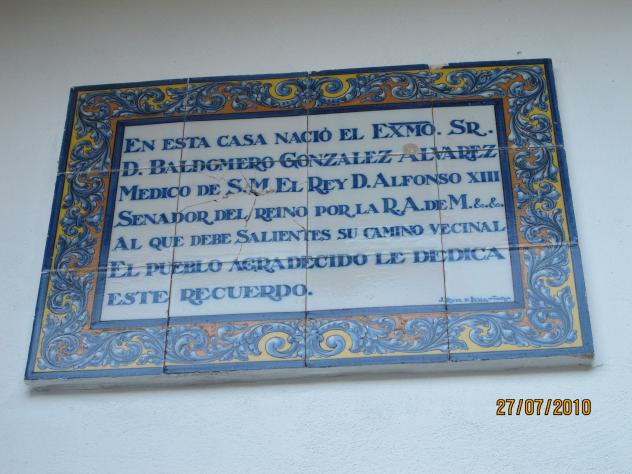 EN ESTA CASA NACIÓ EL EXMO. SR.
D. BALDOMERO GONZALEZ ALVAREZ
MEDICO DE S.M. EL REY D. ALFONSO XIII
SENADOR DEL REINO POR LA R.A. DE M. &.&.
AL QUE DEBE SALIENTES SU CAMINO VECINAL
EL PUEBLO AGRADECIDO LE DEDICA
ESTE RECUERDO.
27/07/2010